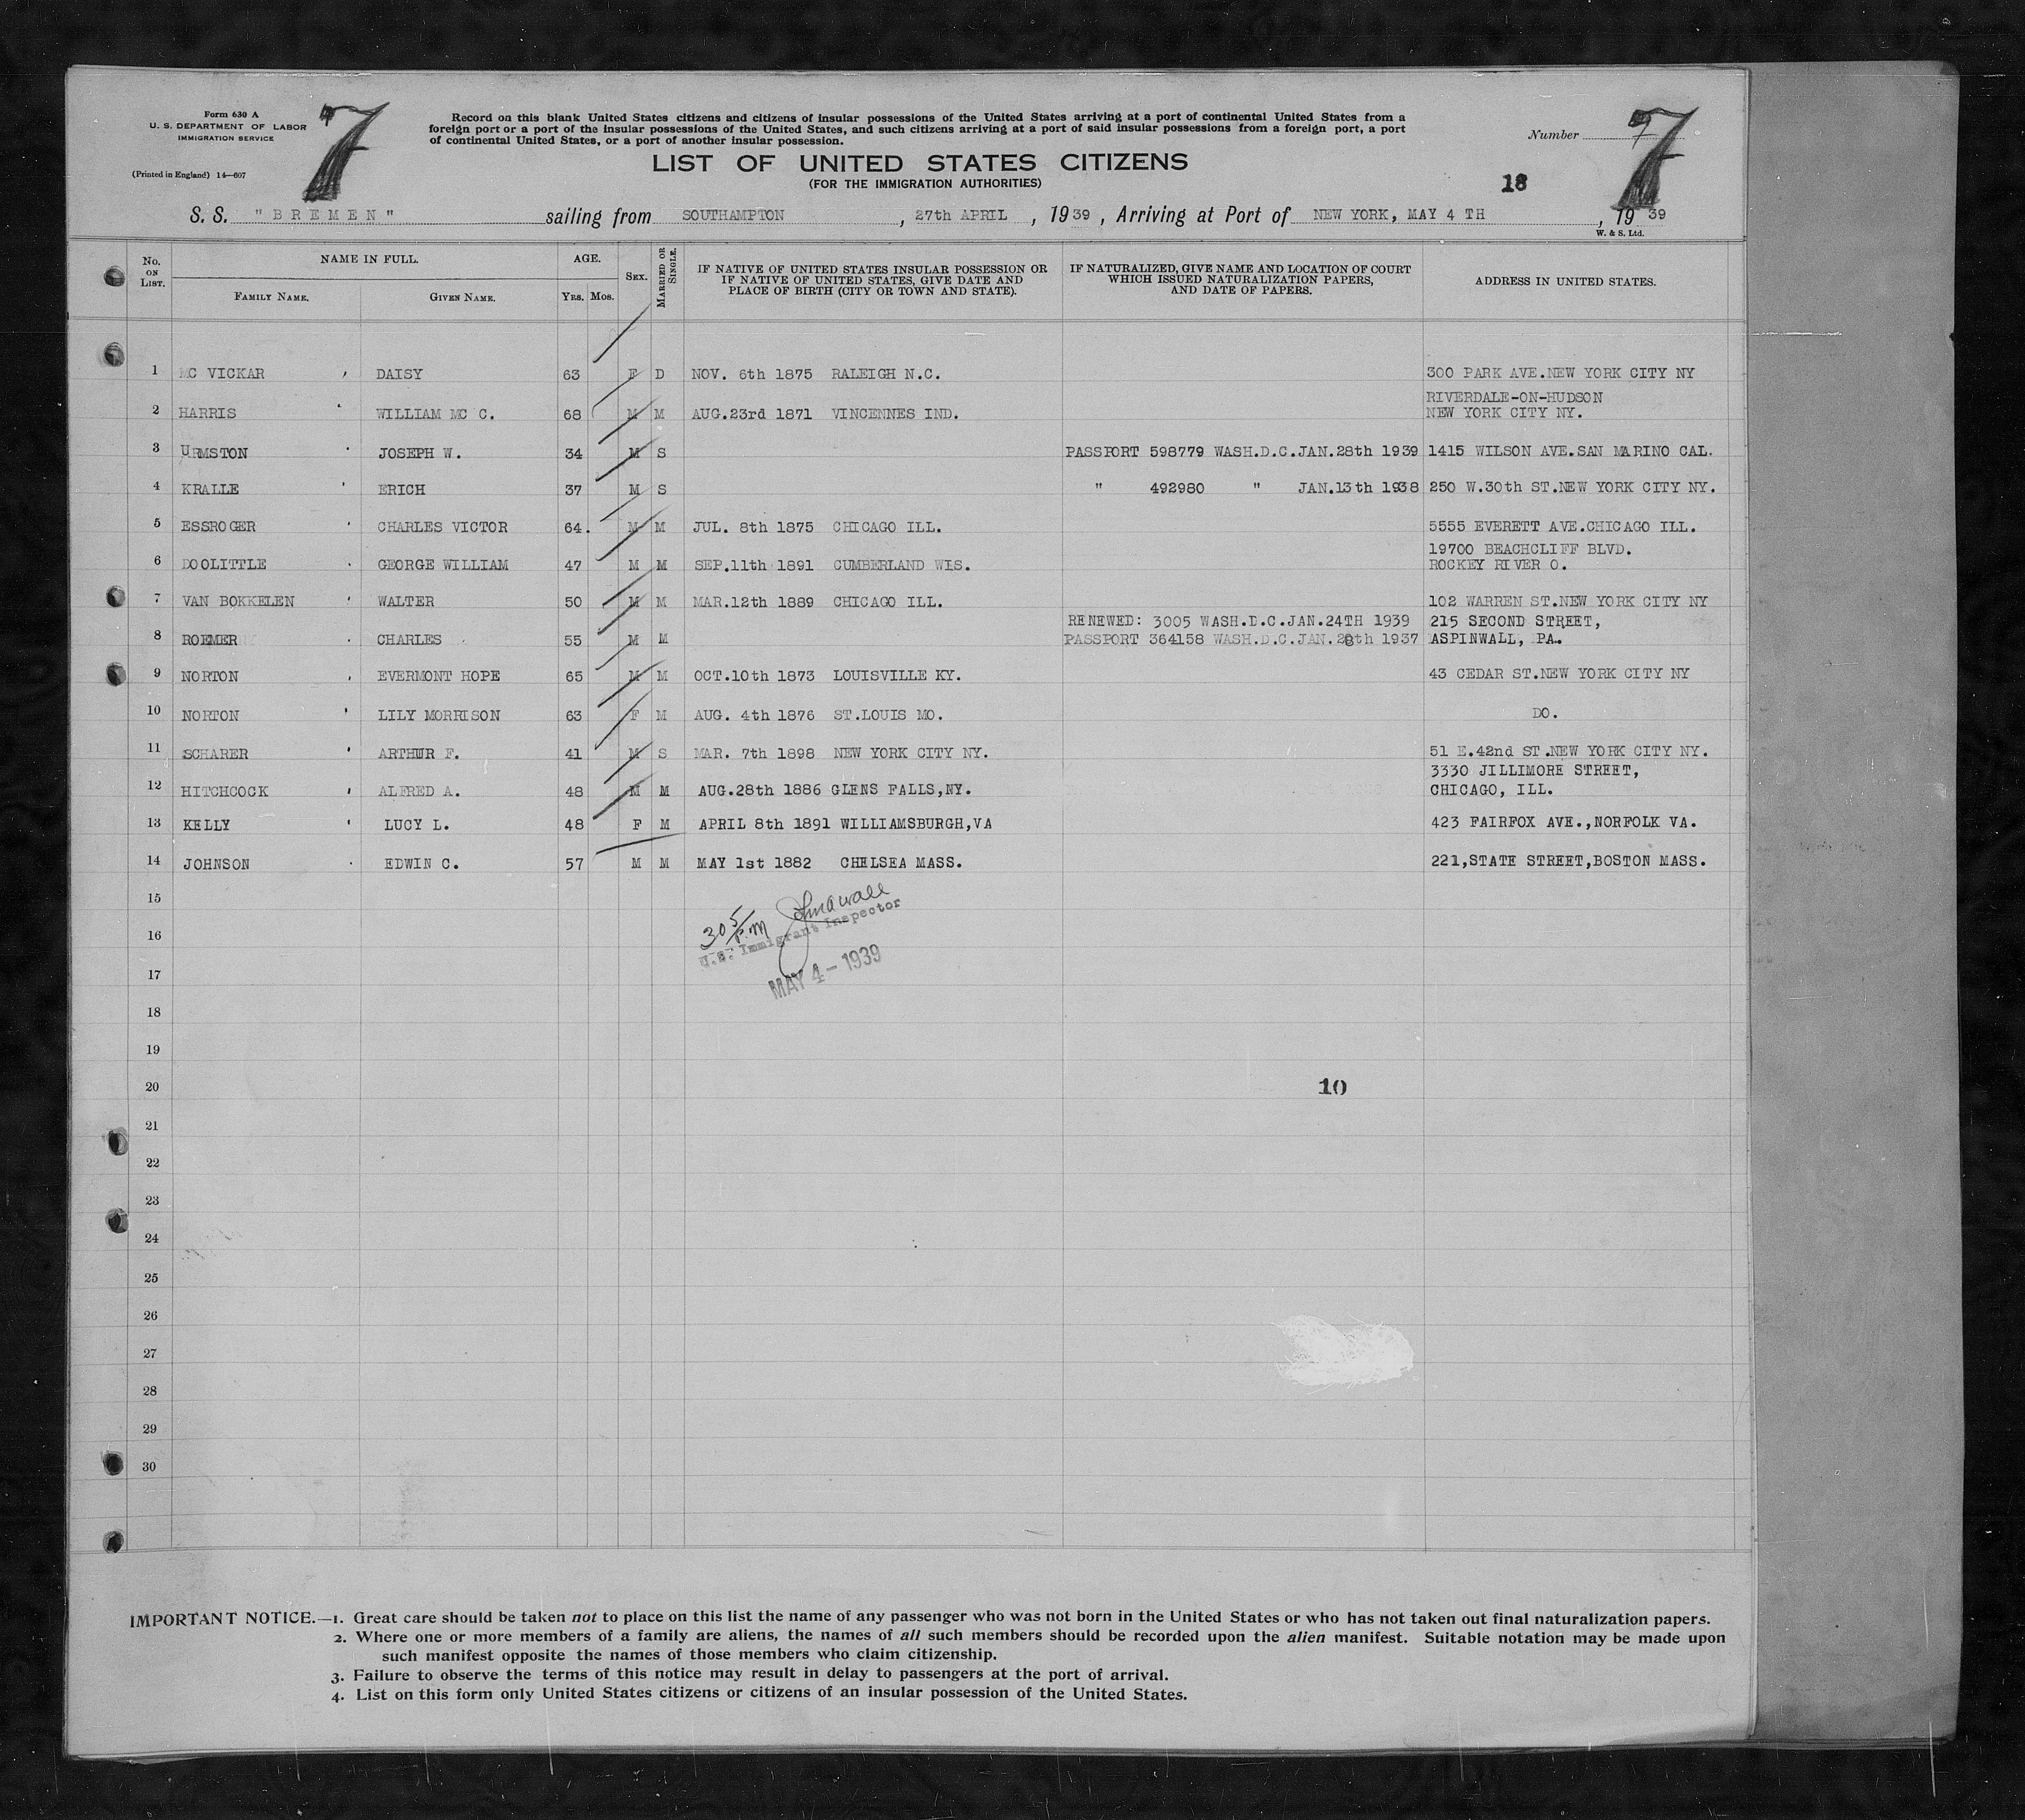 Form 630 A
U. S. DEPARTMENT OF LABOR
IMMIGRATION SERVICE
(Printed in England) 14—607
7
Record on this blank United States citizens and citizens of insular possessions of the United States arriving at a port of continental United States from a
foreign port or a port of the insular possessions of the United States, and such citizens arriving at a port of said insular possessions from a foreign port, a port
of continental United States, or a port of another insular possession.
LIST OF UNITED STATES CITIZENS
(FOR THE IMMIGRATION AUTHORITIES)
Number 7
7
18
S. S. "BREMEN" sailing from SOUTHAMPTON, 27th APRIL, 1939, Arriving at Port of NEW YORK, MAY 4 TH, 1939
W. & S. Ltd.
No. ON LIST. NAME IN FULL. AGE. SEX. MARRIED OR SINGLE. IF NATIVE OF UNITED STATES INSULAR POSSESSION OR IF NATIVE OF UNITED STATES, GIVE DATE AND PLACE OF BIRTH (CITY OR TOWN AND STATE). IF NATURALIZED, GIVE NAME AND LOCATION OF COURT WHICH ISSUED NATURALIZATION PAPERS, AND DATE OF PAPERS. ADDRESS IN UNITED STATES.
FAMILY NAME. GIVEN NAME. YRS. MOS.
1 MC VICKAR , DAISY 63 F D NOV. 6th 1875 RALEIGH N.C. 300 PARK AVE.NEW YORK CITY NY
RIVERDALE-ON-HUDSON
2 HARRIS ' WILLIAM MC C. 68 M M AUG.23rd 1871 VINCENNES IND. NEW YORK CITY NY.
3 URMSTON ' JOSEPH W. 34 M S PASSPORT 598779 WASH.D.C.JAN.28th 1939 1415 WILSON AVE.SAN MARINO CAL.
4 KRALLE ' ERICH 37 M S " 492980 " JAN.13th 1938 250 W.30th ST.NEW YORK CITY NY.
5 ESSROGER ' CHARLES VICTOR 64. M M JUL. 8th 1875 CHICAGO ILL. 5555 EVERETT AVE.CHICAGO ILL.
19700 BEACHCLIFF BLVD.
6 DOOLITTLE ' GEORGE WILLIAM 47 M M SEP.11th 1891 CUMBERLAND WIS. ROCKEY RIVER O.
7 VAN BOKKELEN ' WALTER 50 M M MAR.12th 1889 CHICAGO ILL. 102 WARREN ST.NEW YORK CITY NY
RENEWED: 3005 WASH.D.C.JAN.24TH 1939 215 SECOND STREET,
8 ROEMER . CHARLES 55 M M PASSPORT 364158 WASH.D.C.JAN.28th 1937 ASPINWALL, PA.
9 NORTON , EVERMONT HOPE 65 M M OCT.10th 1873 LOUISVILLE KY. 43 CEDAR ST.NEW YORK CITY NY
10 NORTON ' LILY MORRISON 63 F M AUG. 4th 1876 ST.LOUIS MO. DO.
11 SCHARER ' ARTHUR F. 41 M S MAR. 7th 1898 NEW YORK CITY NY. 51 E.42nd ST.NEW YORK CITY NY.
3330 JILLIMORE STREET,
12 HITCHCOCK ' ALFRED A. 48 M M AUG.28th 1886 GLENS FALLS,NY. CHICAGO, ILL.
13 KELLY ' LUCY L. 48 F M APRIL 8th 1891 WILLIAMSBURGH,VA 423 FAIRFOX AVE.,NORFOLK VA.
14 JOHNSON . EDWIN C. 57 M M MAY 1st 1882 CHELSEA MASS. 221,STATE STREET,BOSTON MASS.
15
305 P.M
16
U.S. Immigrant Inspector
17
MAY 4 - 1939
18
19
20 10
21
22
23
24
25
26
27
28
29
30
IMPORTANT NOTICE.—1. Great care should be taken not to place on this list the name of any passenger who was not born in the United States or who has not taken out final naturalization papers.
2. Where one or more members of a family are aliens, the names of all such members should be recorded upon the alien manifest. Suitable notation may be made upon
such manifest opposite the names of those members who claim citizenship.
3. Failure to observe the terms of this notice may result in delay to passengers at the port of arrival.
4. List on this form only United States citizens or citizens of an insular possession of the United States.